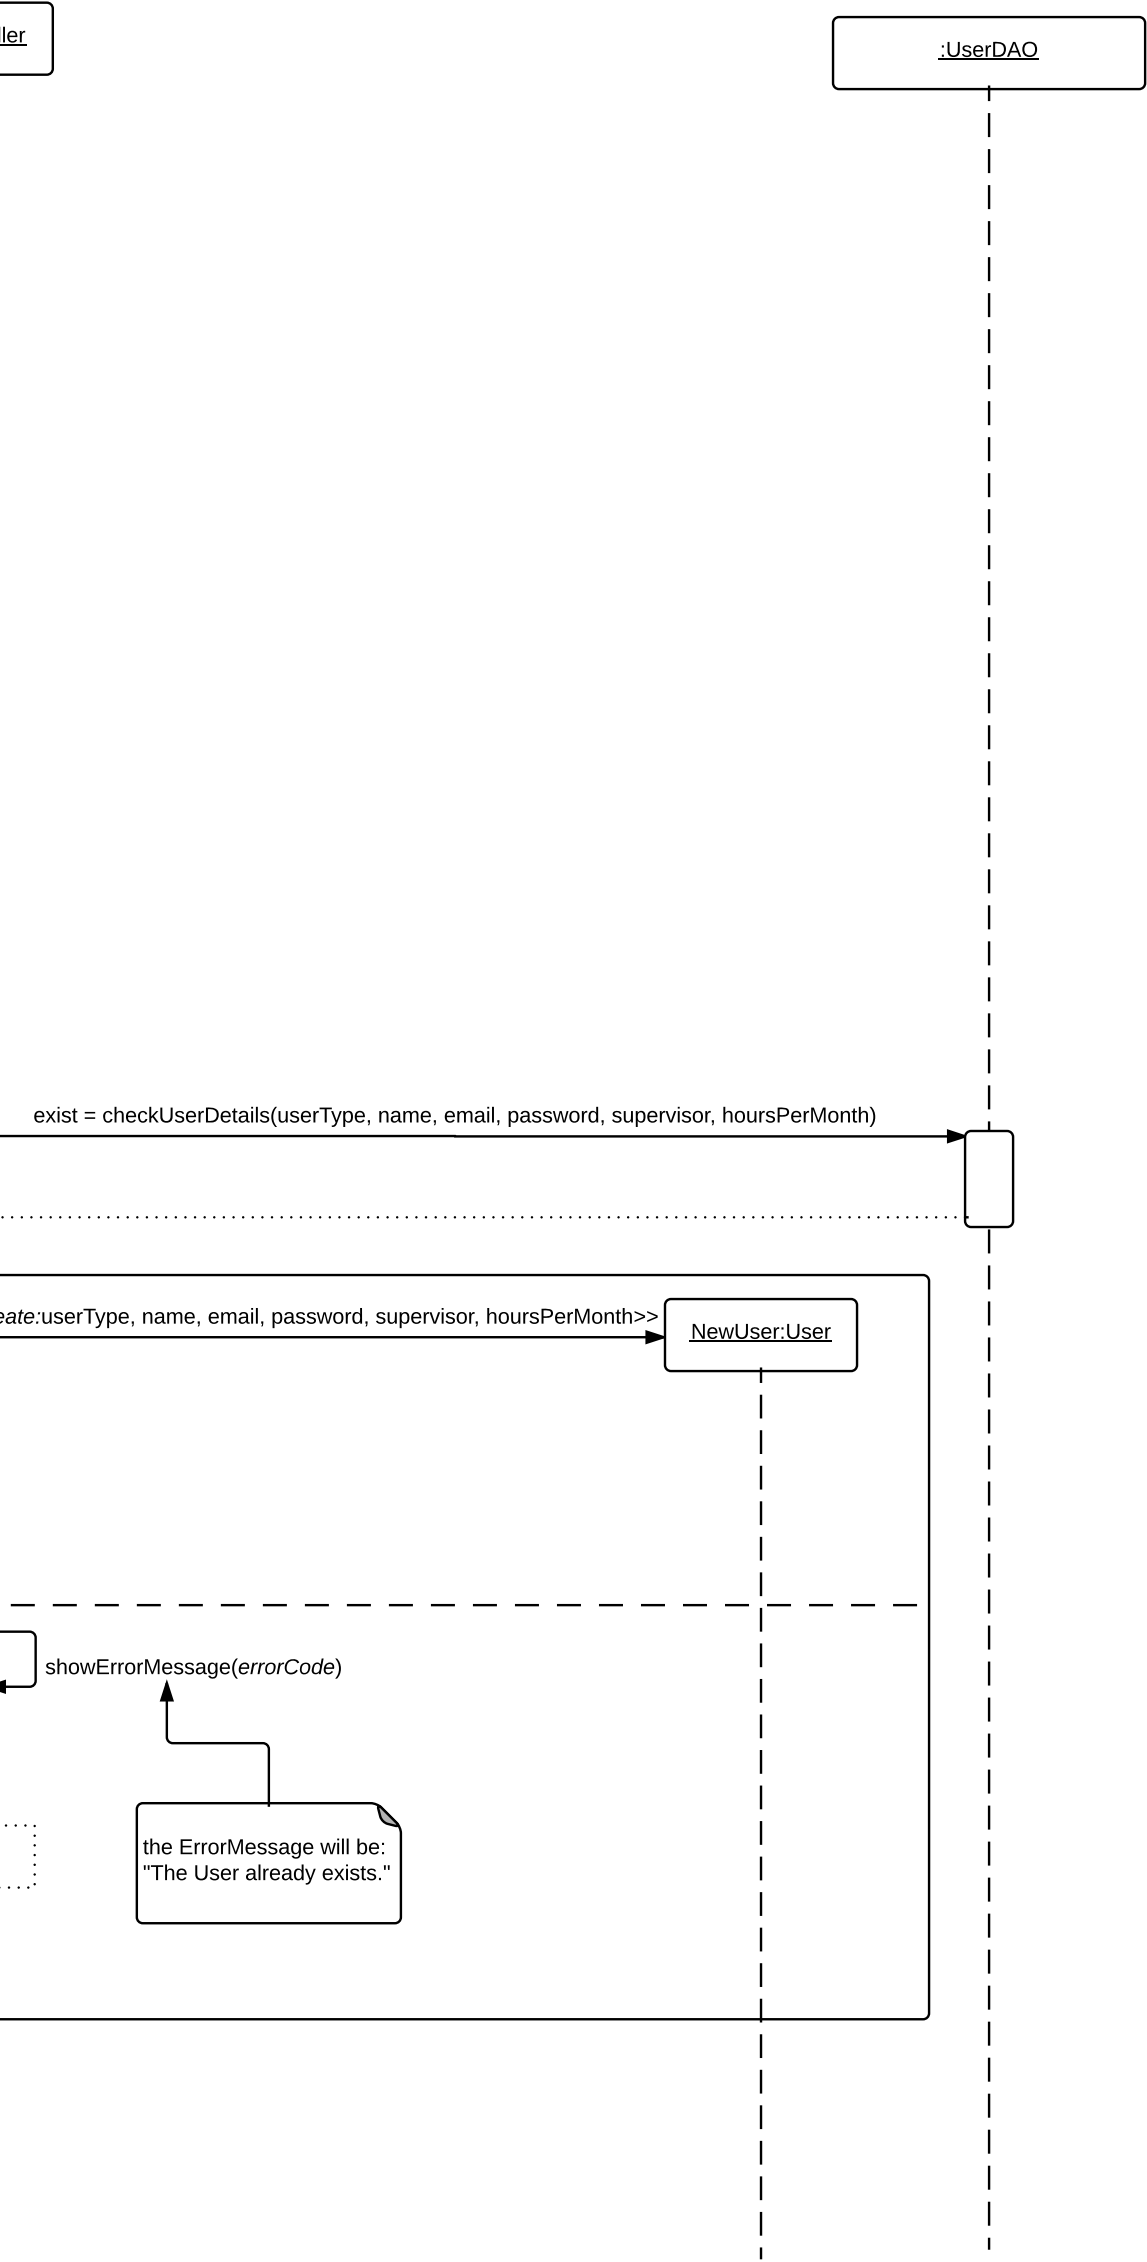 :UserDAO
exist = checkUserDetails(userType, name, email, password, supervisor, hoursPerMonth)
eate:userType, name, email, password, supervisor, hoursPerMonth>>
NewUser:User
showErrorMessage(errorCode)
the ErrorMessage will be:
"The User already exists."